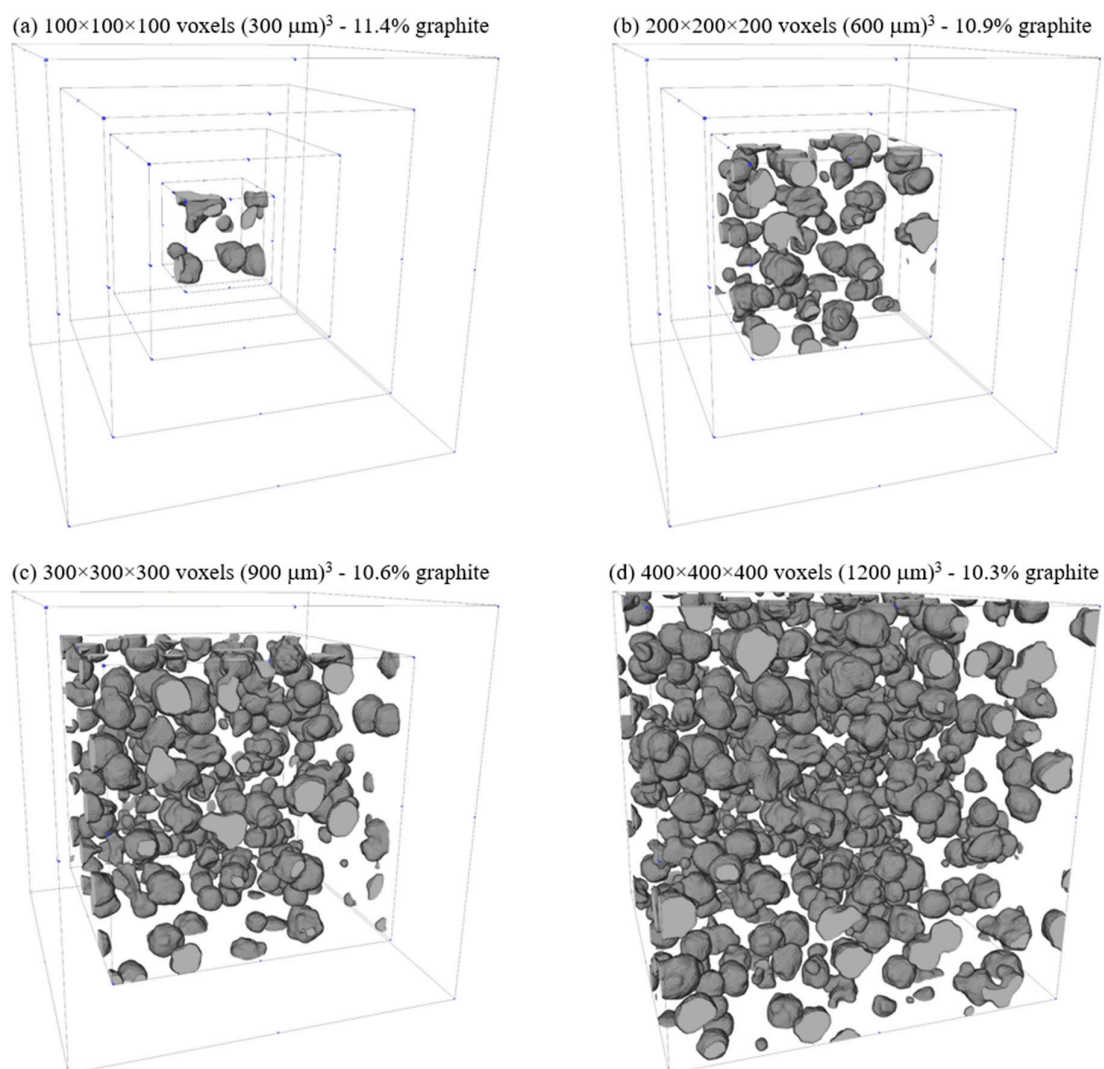 (a) 100×100×100 voxels (300 μm)³ - 11.4% graphite
(b) 200×200×200 voxels (600 μm)³ - 10.9% graphite
(c) 300×300×300 voxels (900 μm)³ - 10.6% graphite
(d) 400×400×400 voxels (1200 μm)³ - 10.3% graphite